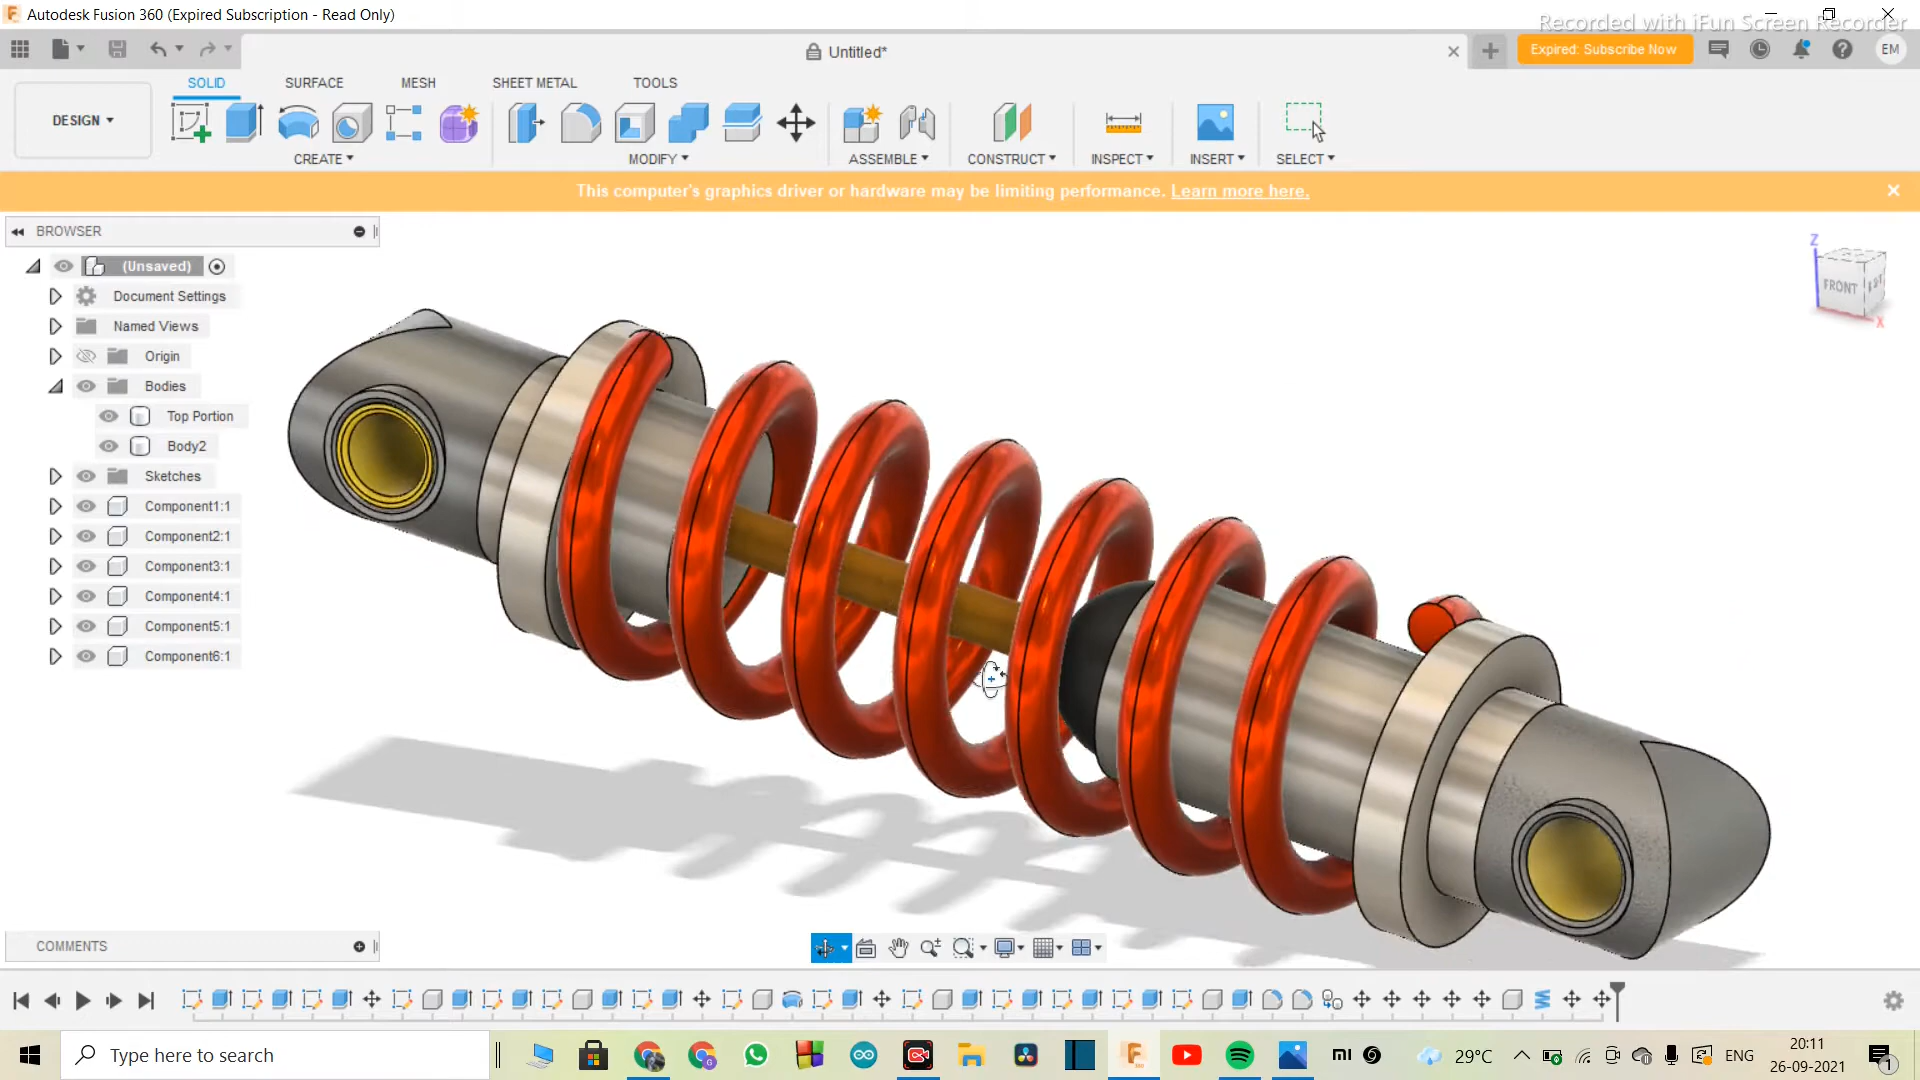 Autodesk Fusion 360 (Expired Subscription - Read Only)
Recorded with iFun Screen Recorder
Untitled*
Expired: Subscribe Now
EM
DESIGN
SOLID
SURFACE
MESH
SHEET METAL
TOOLS
CREATE
MODIFY
ASSEMBLE
CONSTRUCT
INSPECT
INSERT
SELECT
This computer's graphics driver or hardware may be limiting performance. Learn more here.
BROWSER
(Unsaved)
Document Settings
Named Views
Origin
Bodies
Top Portion
Body2
Sketches
Component1:1
Component2:1
Component3:1
Component4:1
Component5:1
Component6:1
Z
FRONT
X
COMMENTS
Type here to search
29°C
ENG
20:11
26-09-2021
1